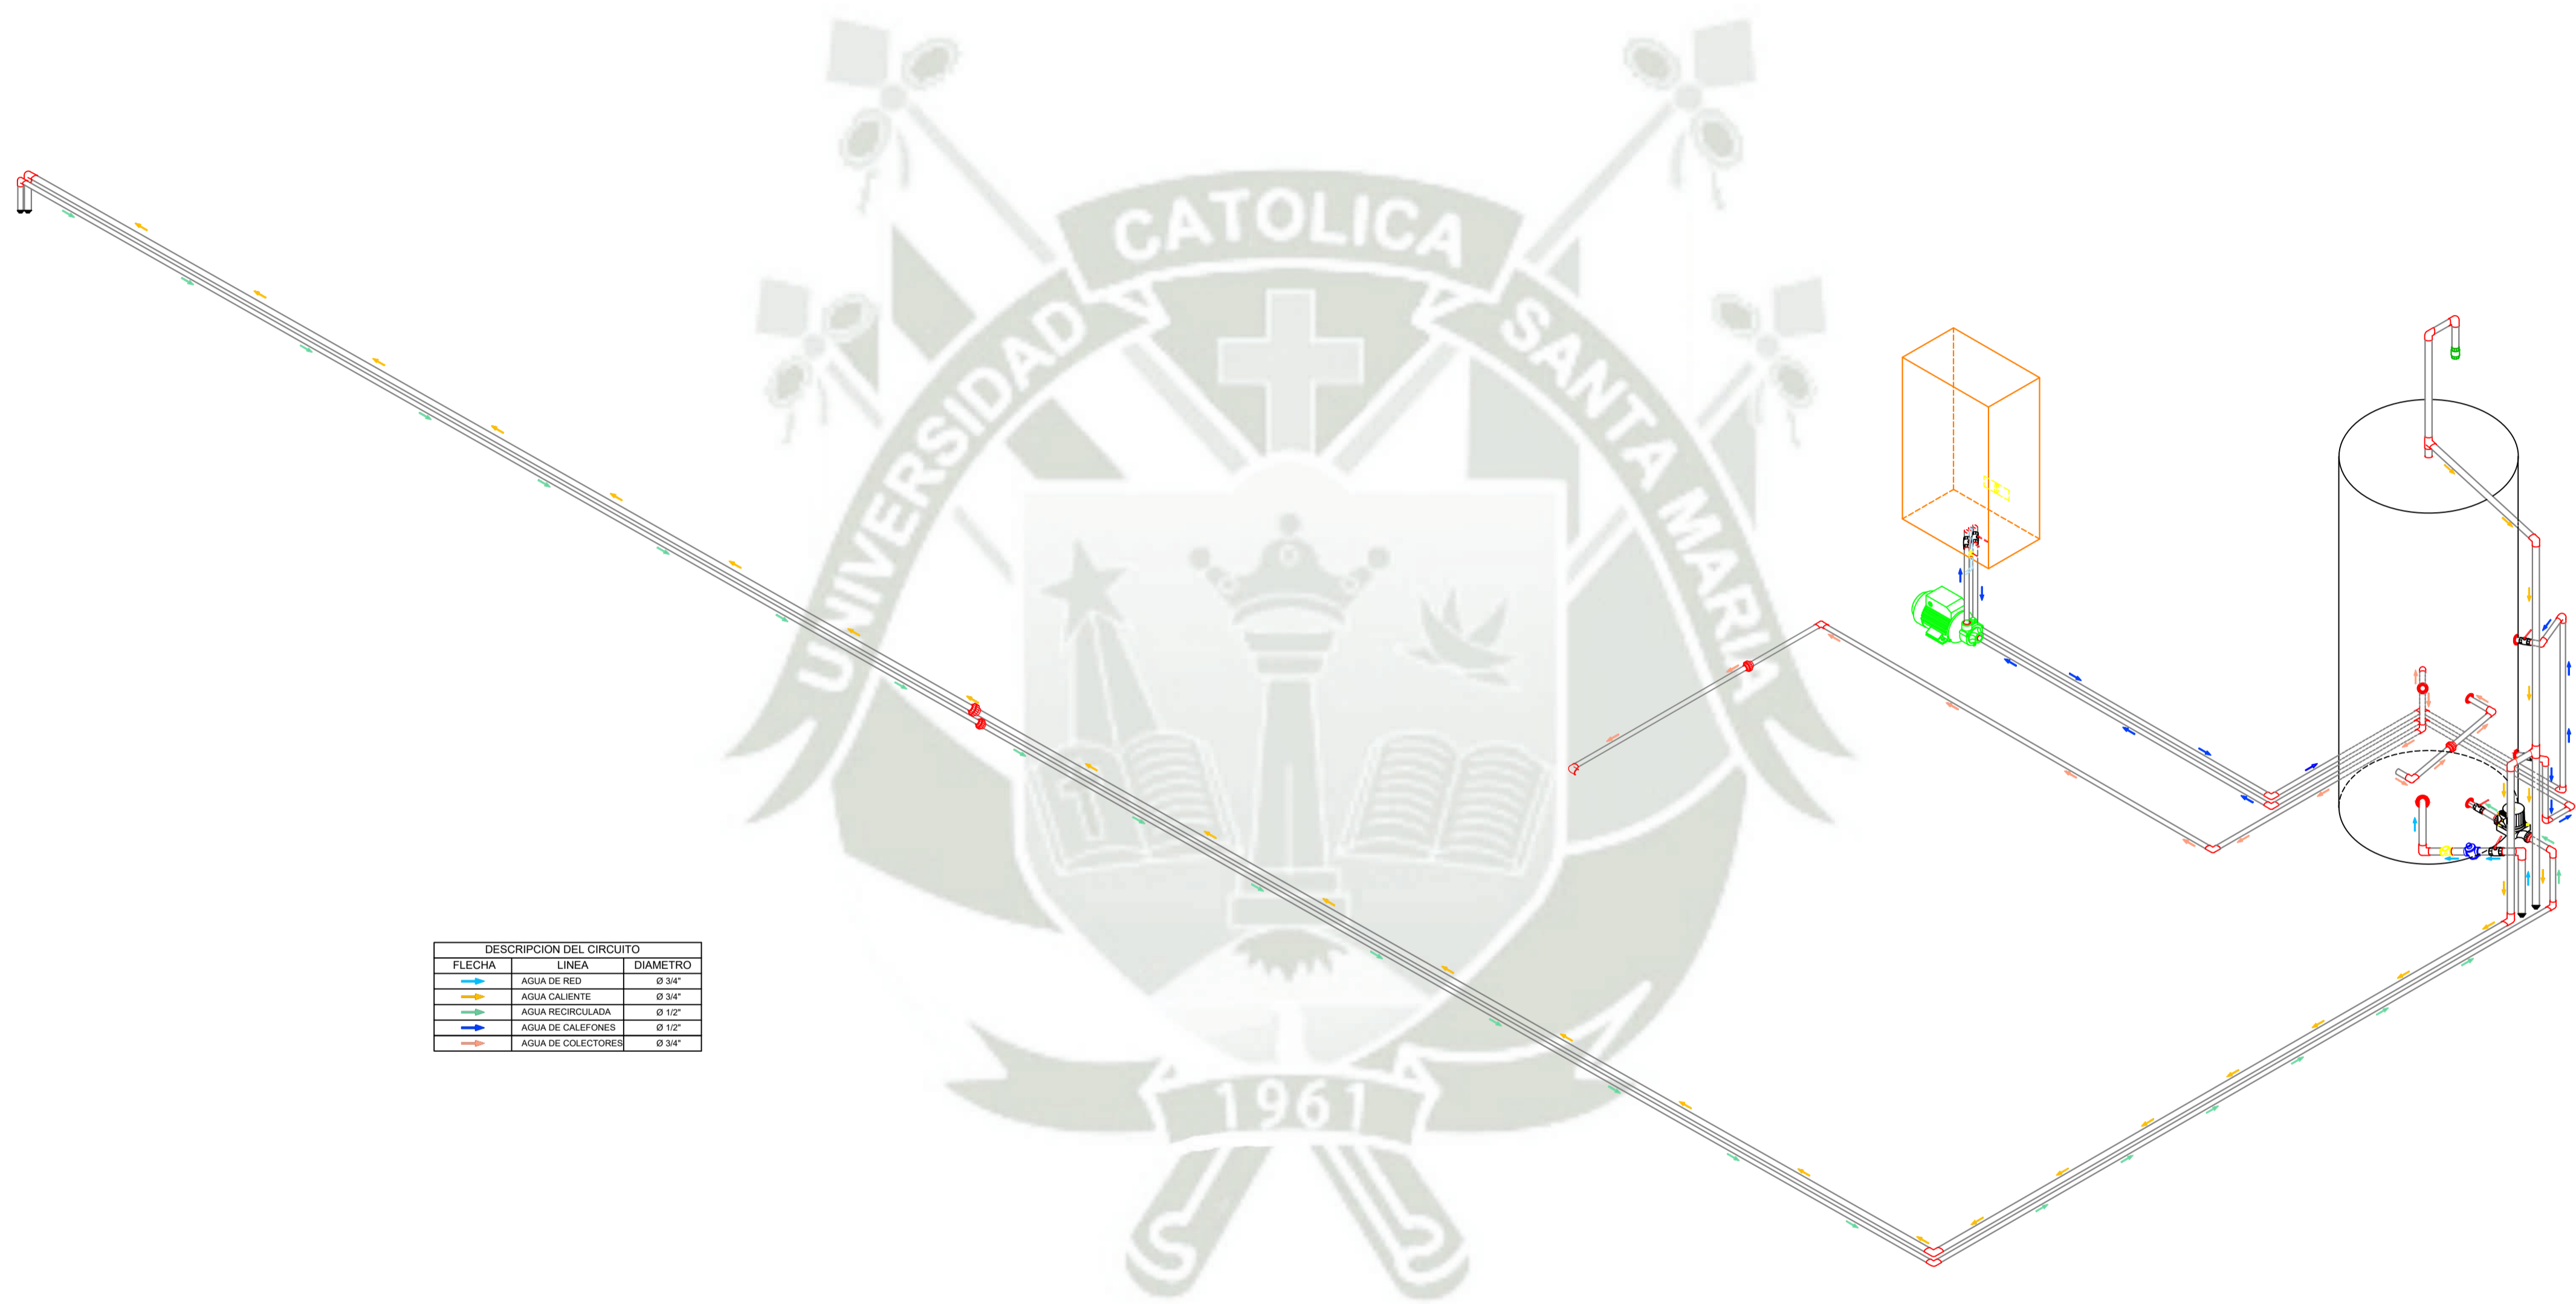 CATOLICA
UNIVERSIDAD
SANTA MARIA
1961
DESCRIPCION DEL CIRCUITO
FLECHA LINEA DIAMETRO
AGUA DE RED Ø 3/4"
AGUA CALIENTE Ø 3/4"
AGUA RECIRCULADA Ø 1/2"
AGUA DE CALEFONES Ø 1/2"
AGUA DE COLECTORES Ø 3/4"